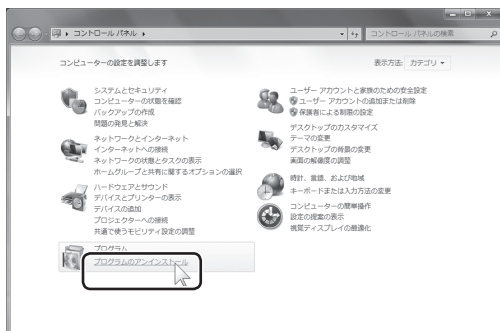 コントロール パネル
コントロール パネルの検索
コンピューターの設定を調整します
表示方法: カテゴリ
システムとセキュリティ
コンピューターの状態を確認
バックアップの作成
問題の発見と解決
ネットワークとインターネット
インターネットへの接続
ネットワークの状態とタスクの表示
ホームグループと共有に関するオプションの選択
ハードウェアとサウンド
デバイスとプリンターの表示
デバイスの追加
プロジェクターへの接続
共通で使うモビリティ設定の調整
プログラム
プログラムのアンインストール
ユーザー アカウントと家族のための安全設定
ユーザー アカウントの追加または削除
保護者による制限の設定
デスクトップのカスタマイズ
テーマの変更
デスクトップの背景の変更
画面の解像度の調整
時計、言語、および地域
キーボードまたは入力方法の変更
コンピューターの簡単操作
設定の提案の表示
視覚ディスプレイの最適化